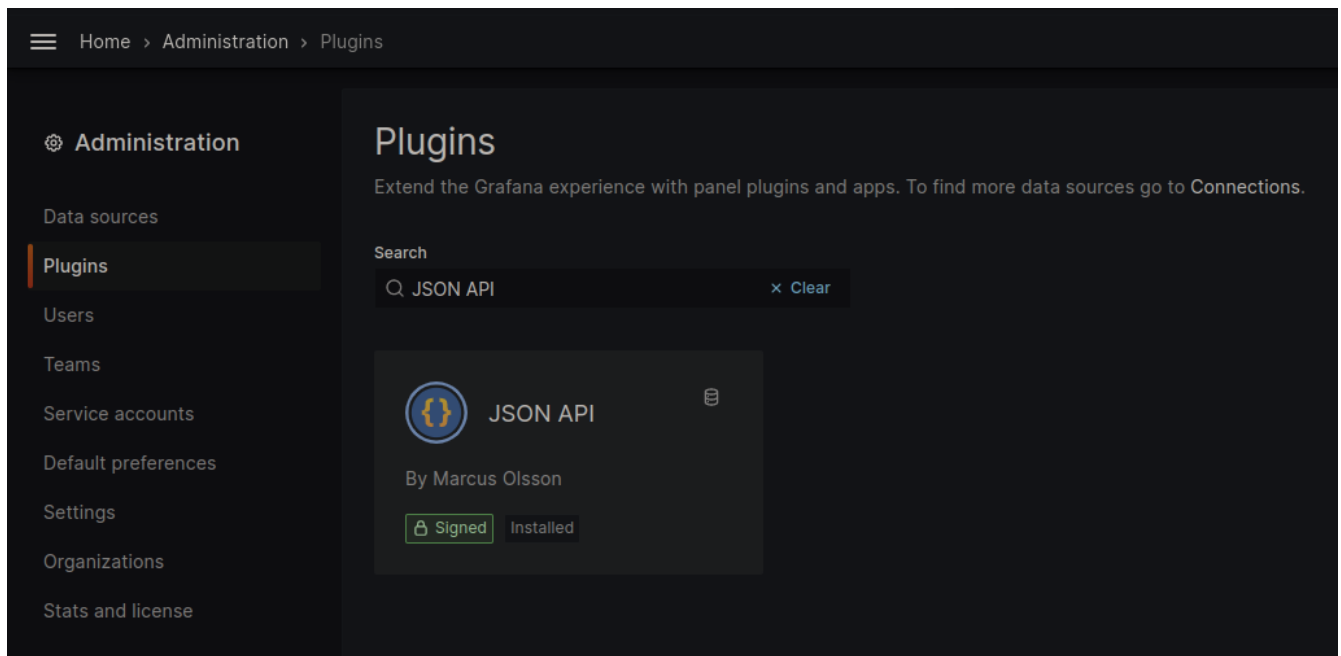 Home › Administration › Plugins
Administration
Data sources
Plugins
Users
Teams
Service accounts
Default preferences
Settings
Organizations
Stats and license
Plugins
Extend the Grafana experience with panel plugins and apps. To find more data sources go to Connections.
Search
JSON API × Clear
{} JSON API
By Marcus Olsson
Signed Installed